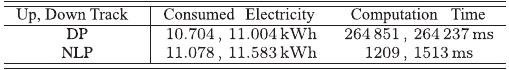 Up, Down Track Consumed Electricity Computation Time
DP 10.704 , 11.004 kWh 264 851 , 264 237 ms
NLP 11.078 , 11.583 kWh 1209 , 1513 ms